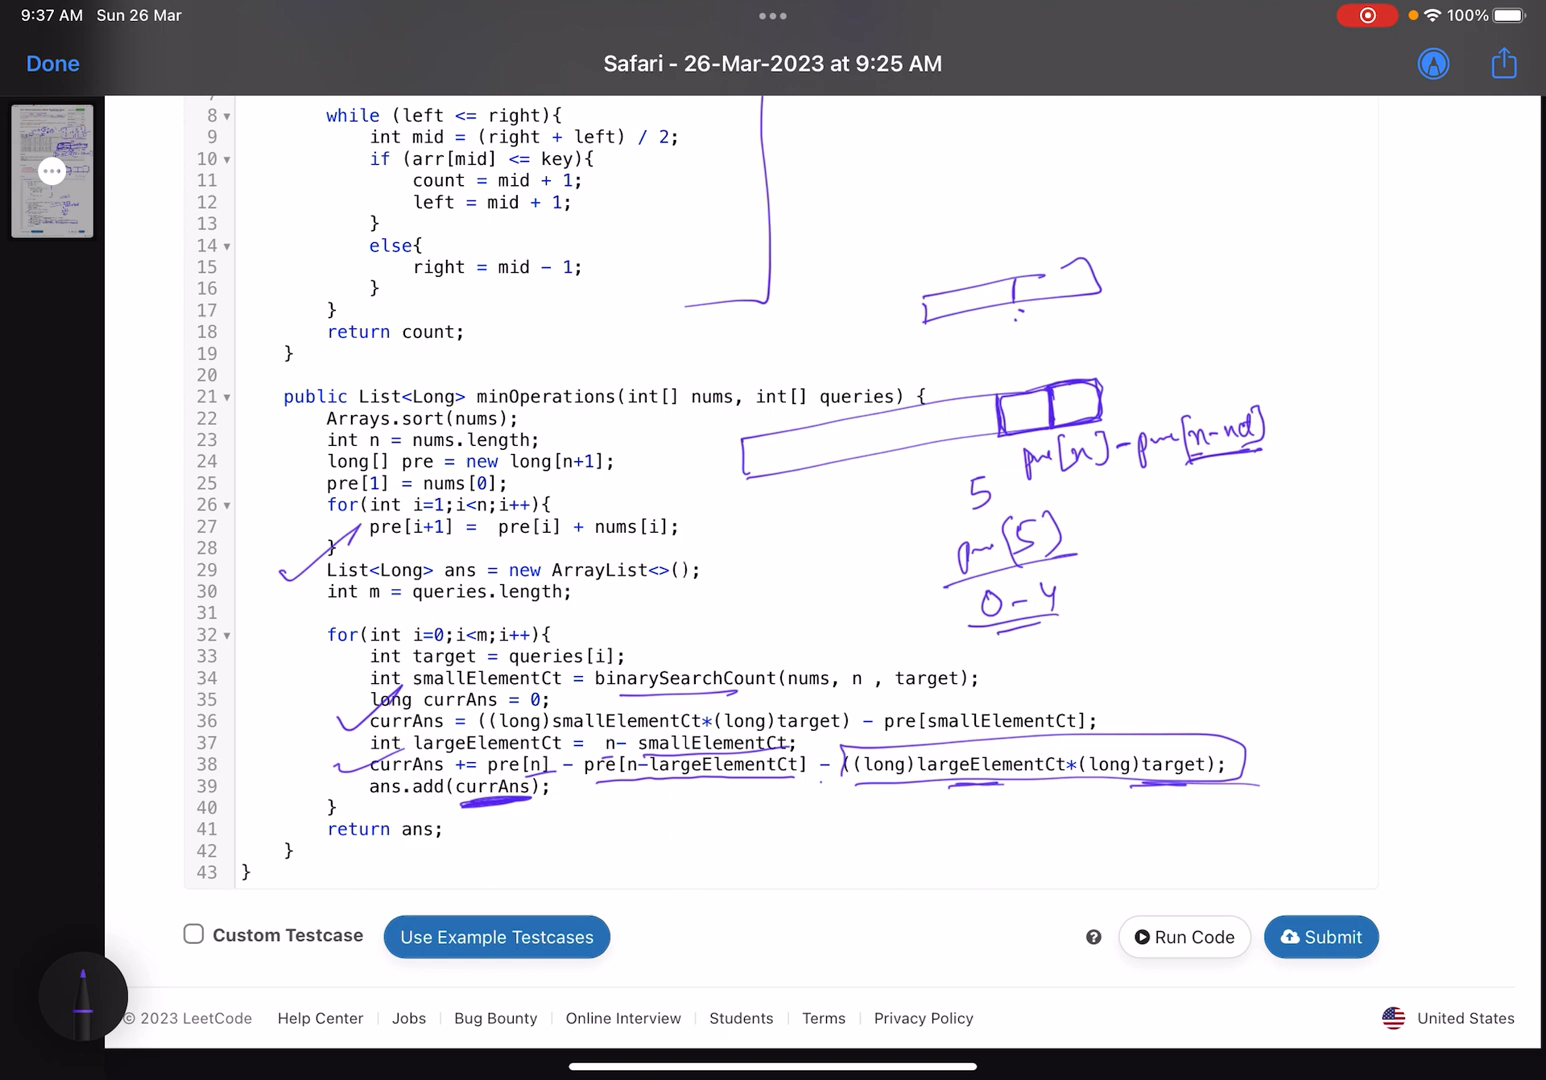 9:37 AM Sun 26 Mar
100%
Done
Safari - 26-Mar-2023 at 9:25 AM
8 while (left <= right){
9 int mid = (right + left) / 2;
10 if (arr[mid] <= key){
11 count = mid + 1;
12 left = mid + 1;
13 }
14 else{
15 right = mid - 1;
16 }
17 }
18 return count;
19 }
20
21 public List<Long> minOperations(int[] nums, int[] queries) {
22 Arrays.sort(nums);
23 int n = nums.length;
24 long[] pre = new long[n+1];
25 pre[1] = nums[0];
26 for(int i=1;i<n;i++){
27 pre[i+1] = pre[i] + nums[i];
28 }
29 List<Long> ans = new ArrayList<>();
30 int m = queries.length;
31
32 for(int i=0;i<m;i++){
33 int target = queries[i];
34 int smallElementCt = binarySearchCount(nums, n , target);
35 long currAns = 0;
36 currAns = ((long)smallElementCt*(long)target) - pre[smallElementCt];
37 int largeElementCt = n- smallElementCt;
38 currAns += pre[n] - pre[n-largeElementCt] - ((long)largeElementCt*(long)target);
39 ans.add(currAns);
40 }
41 return ans;
42 }
43 }
pre[n] - pre[n-nd]
5
pre[5]
0-4
Custom Testcase
Use Example Testcases
? Run Code
Submit
© 2023 LeetCode Help Center Jobs Bug Bounty Online Interview Students Terms Privacy Policy
United States